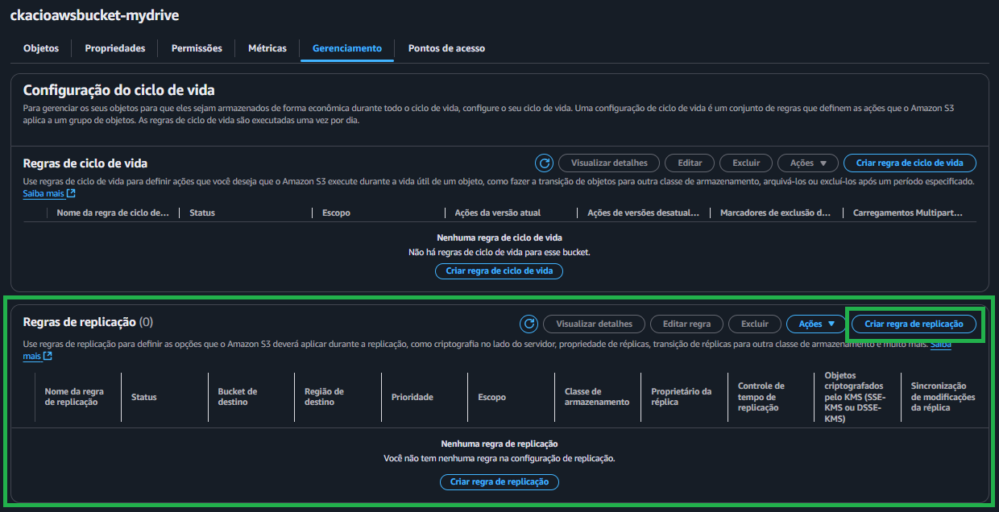 ckacioawsbucket-mydrive
Objetos
Propriedades
Permissões
Métricas
Gerenciamento
Pontos de acesso
Configuração do ciclo de vida
Para gerenciar os seus objetos para que eles sejam armazenados de forma econômica durante todo o ciclo de vida, configure o seu ciclo de vida. Uma configuração de ciclo de vida é um conjunto de regras que definem as ações que o Amazon S3
aplica a um grupo de objetos. As regras de ciclo de vida são executadas uma vez por dia.
Regras de ciclo de vida
Visualizar detalhes
Editar
Excluir
Ações
Criar regra de ciclo de vida
Use regras de ciclo de vida para definir ações que você deseja que o Amazon S3 execute durante a vida útil de um objeto, como fazer a transição de objetos para outra classe de armazenamento, arquivá-los ou excluí-los após um período especificado.
Saiba mais
Nome da regra de ciclo de...
Status
Escopo
Ações da versão atual
Ações de versões desatual...
Marcadores de exclusão d...
Carregamentos Multipart...
Nenhuma regra de ciclo de vida
Não há regras de ciclo de vida para esse bucket.
Criar regra de ciclo de vida
Regras de replicação (0)
Visualizar detalhes
Editar regra
Excluir
Ações
Criar regra de replicação
Use regras de replicação para definir as opções que o Amazon S3 deverá aplicar durante a replicação, como criptografia no lado do servidor, propriedade de réplicas, transição de réplicas para outra classe de armazenamento e muito mais. Saiba
mais
Nome da regra
de replicação
Status
Bucket de
destino
Região de
destino
Prioridade
Escopo
Classe de
armazenamento
Proprietário da
réplica
Controle de
tempo de
replicação
Objetos
criptografados
pelo KMS (SSE-
KMS ou DSSE-
KMS)
Sincronização
de modificações
da réplica
Nenhuma regra de replicação
Você não tem nenhuma regra na configuração de replicação.
Criar regra de replicação